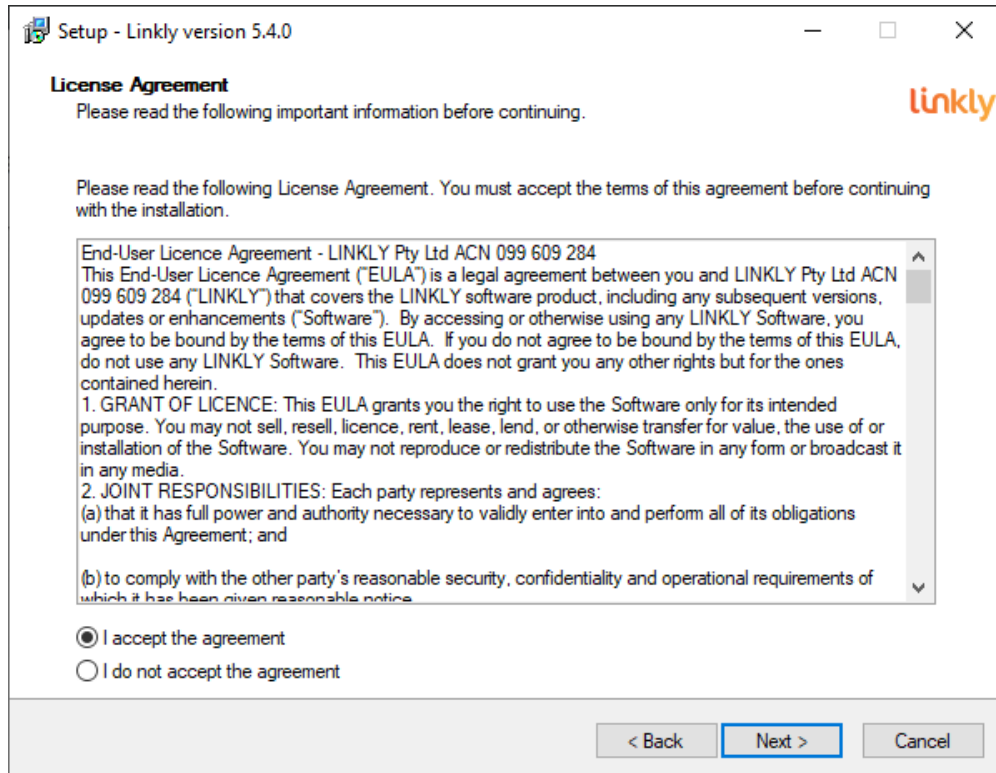 Setup - Linkly version 5.4.0
License Agreement
Please read the following important information before continuing.
linkly
Please read the following License Agreement. You must accept the terms of this agreement before continuing
with the installation.
End-User Licence Agreement - LINKLY Pty Ltd ACN 099 609 284
This End-User Licence Agreement ("EULA") is a legal agreement between you and LINKLY Pty Ltd ACN
099 609 284 ("LINKLY") that covers the LINKLY software product, including any subsequent versions,
updates or enhancements ("Software").  By accessing or otherwise using any LINKLY Software, you
agree to be bound by the terms of this EULA.  If you do not agree to be bound by the terms of this EULA,
do not use any LINKLY Software.  This EULA does not grant you any other rights but for the ones
contained herein.
1. GRANT OF LICENCE: This EULA grants you the right to use the Software only for its intended
purpose. You may not sell, resell, licence, rent, lease, lend, or otherwise transfer for value, the use of or
installation of the Software. You may not reproduce or redistribute the Software in any form or broadcast it
in any media.
2. JOINT RESPONSIBILITIES: Each party represents and agrees:
(a) that it has full power and authority necessary to validly enter into and perform all of its obligations
under this Agreement; and
(b) to comply with the other party's reasonable security, confidentiality and operational requirements of
which it has been given reasonable notice
I accept the agreement
I do not accept the agreement
< Back
Next >
Cancel